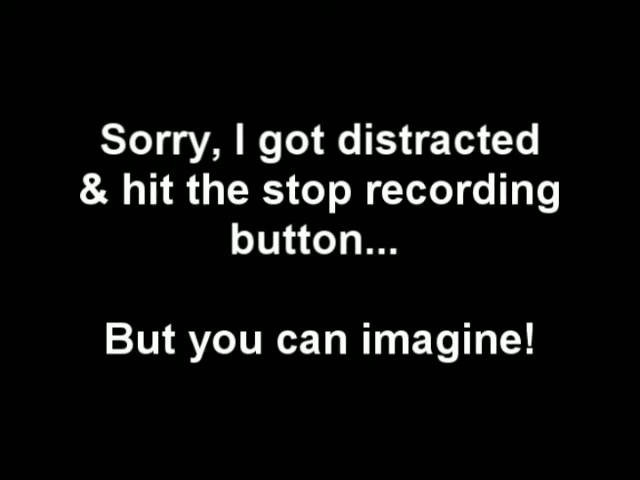 Sorry, I got distracted
& hit the stop recording
button...
But you can imagine!